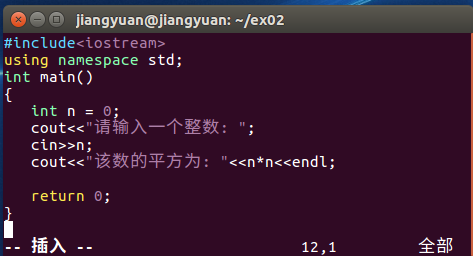 jiangyuan@jiangyuan: ~/ex02
#include<iostream>
using namespace std;
int main()
{
   int n = 0;
   cout<<"请输入一个整数: ";
   cin>>n;
   cout<<"该数的平方为: "<<n*n<<endl;

   return 0;
}
-- 插入 -- 12,1 全部